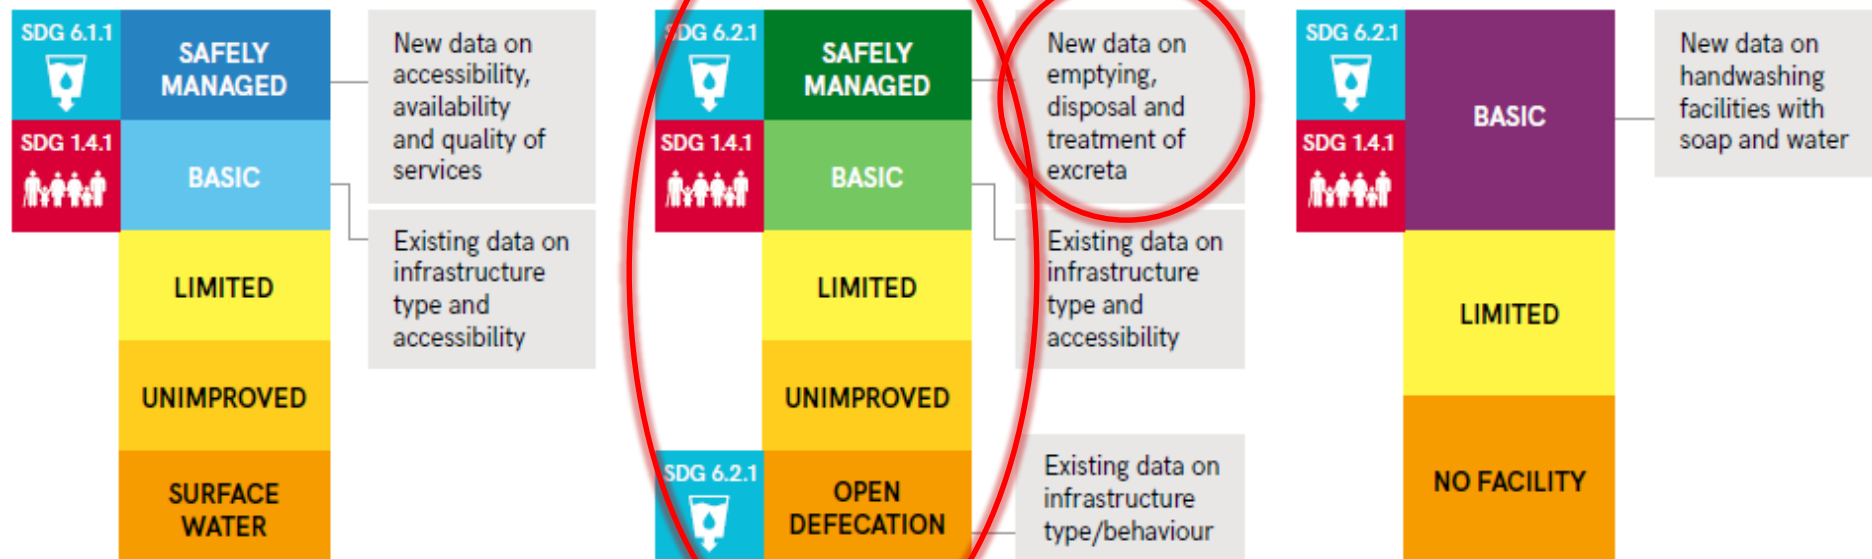 SDG 6.1.1
SAFELY
MANAGED
New data on
accessibility,
availability
and quality of
services
SDG 1.4.1
BASIC
Existing data on
infrastructure
type and
accessibility
LIMITED
UNIMPROVED
SURFACE
WATER
SDG 6.2.1
SAFELY
MANAGED
New data on
emptying,
disposal and
treatment of
excreta
SDG 1.4.1
BASIC
Existing data on
infrastructure
type and
accessibility
LIMITED
UNIMPROVED
SDG 6.2.1
OPEN
DEFECATION
Existing data on
infrastructure
type/behaviour
SDG 6.2.1
BASIC
New data on
handwashing
facilities with
soap and water
SDG 1.4.1
LIMITED
NO FACILITY